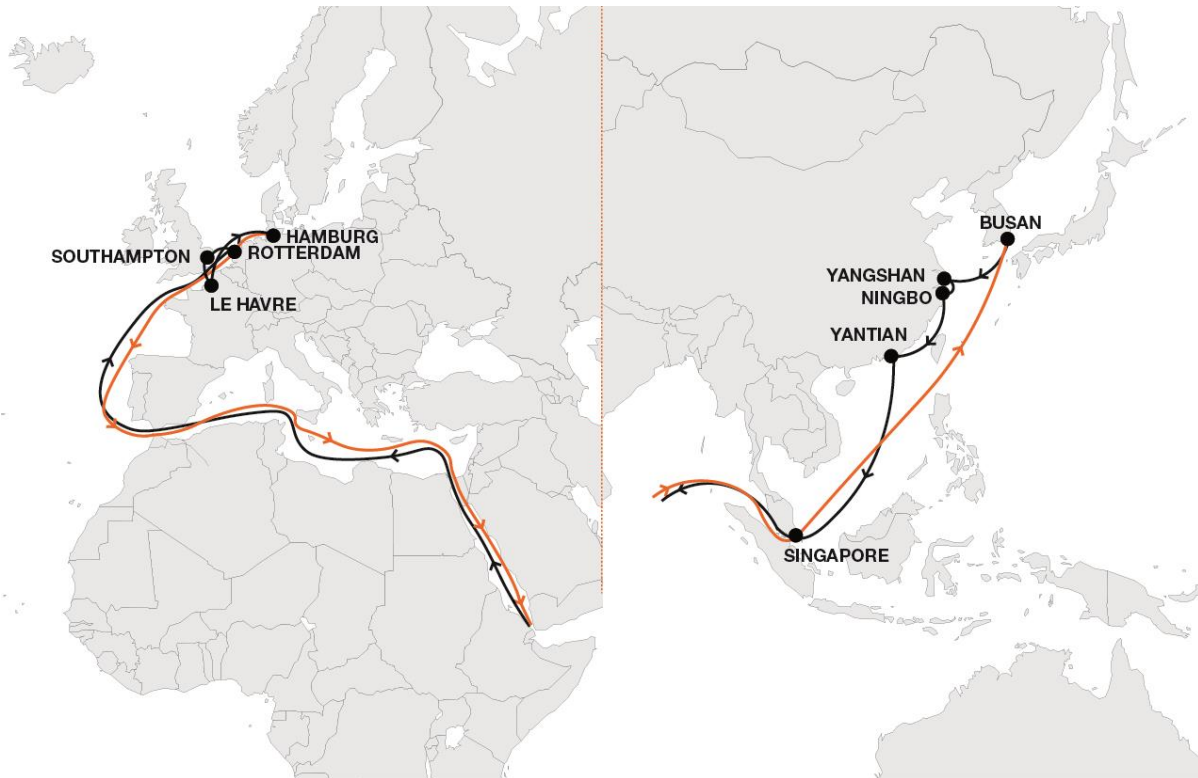 HAMBURG
ROTTERDAM
SOUTHAMPTON
LE HAVRE
BUSAN
YANGSHAN
NINGBO
YANTIAN
SINGAPORE